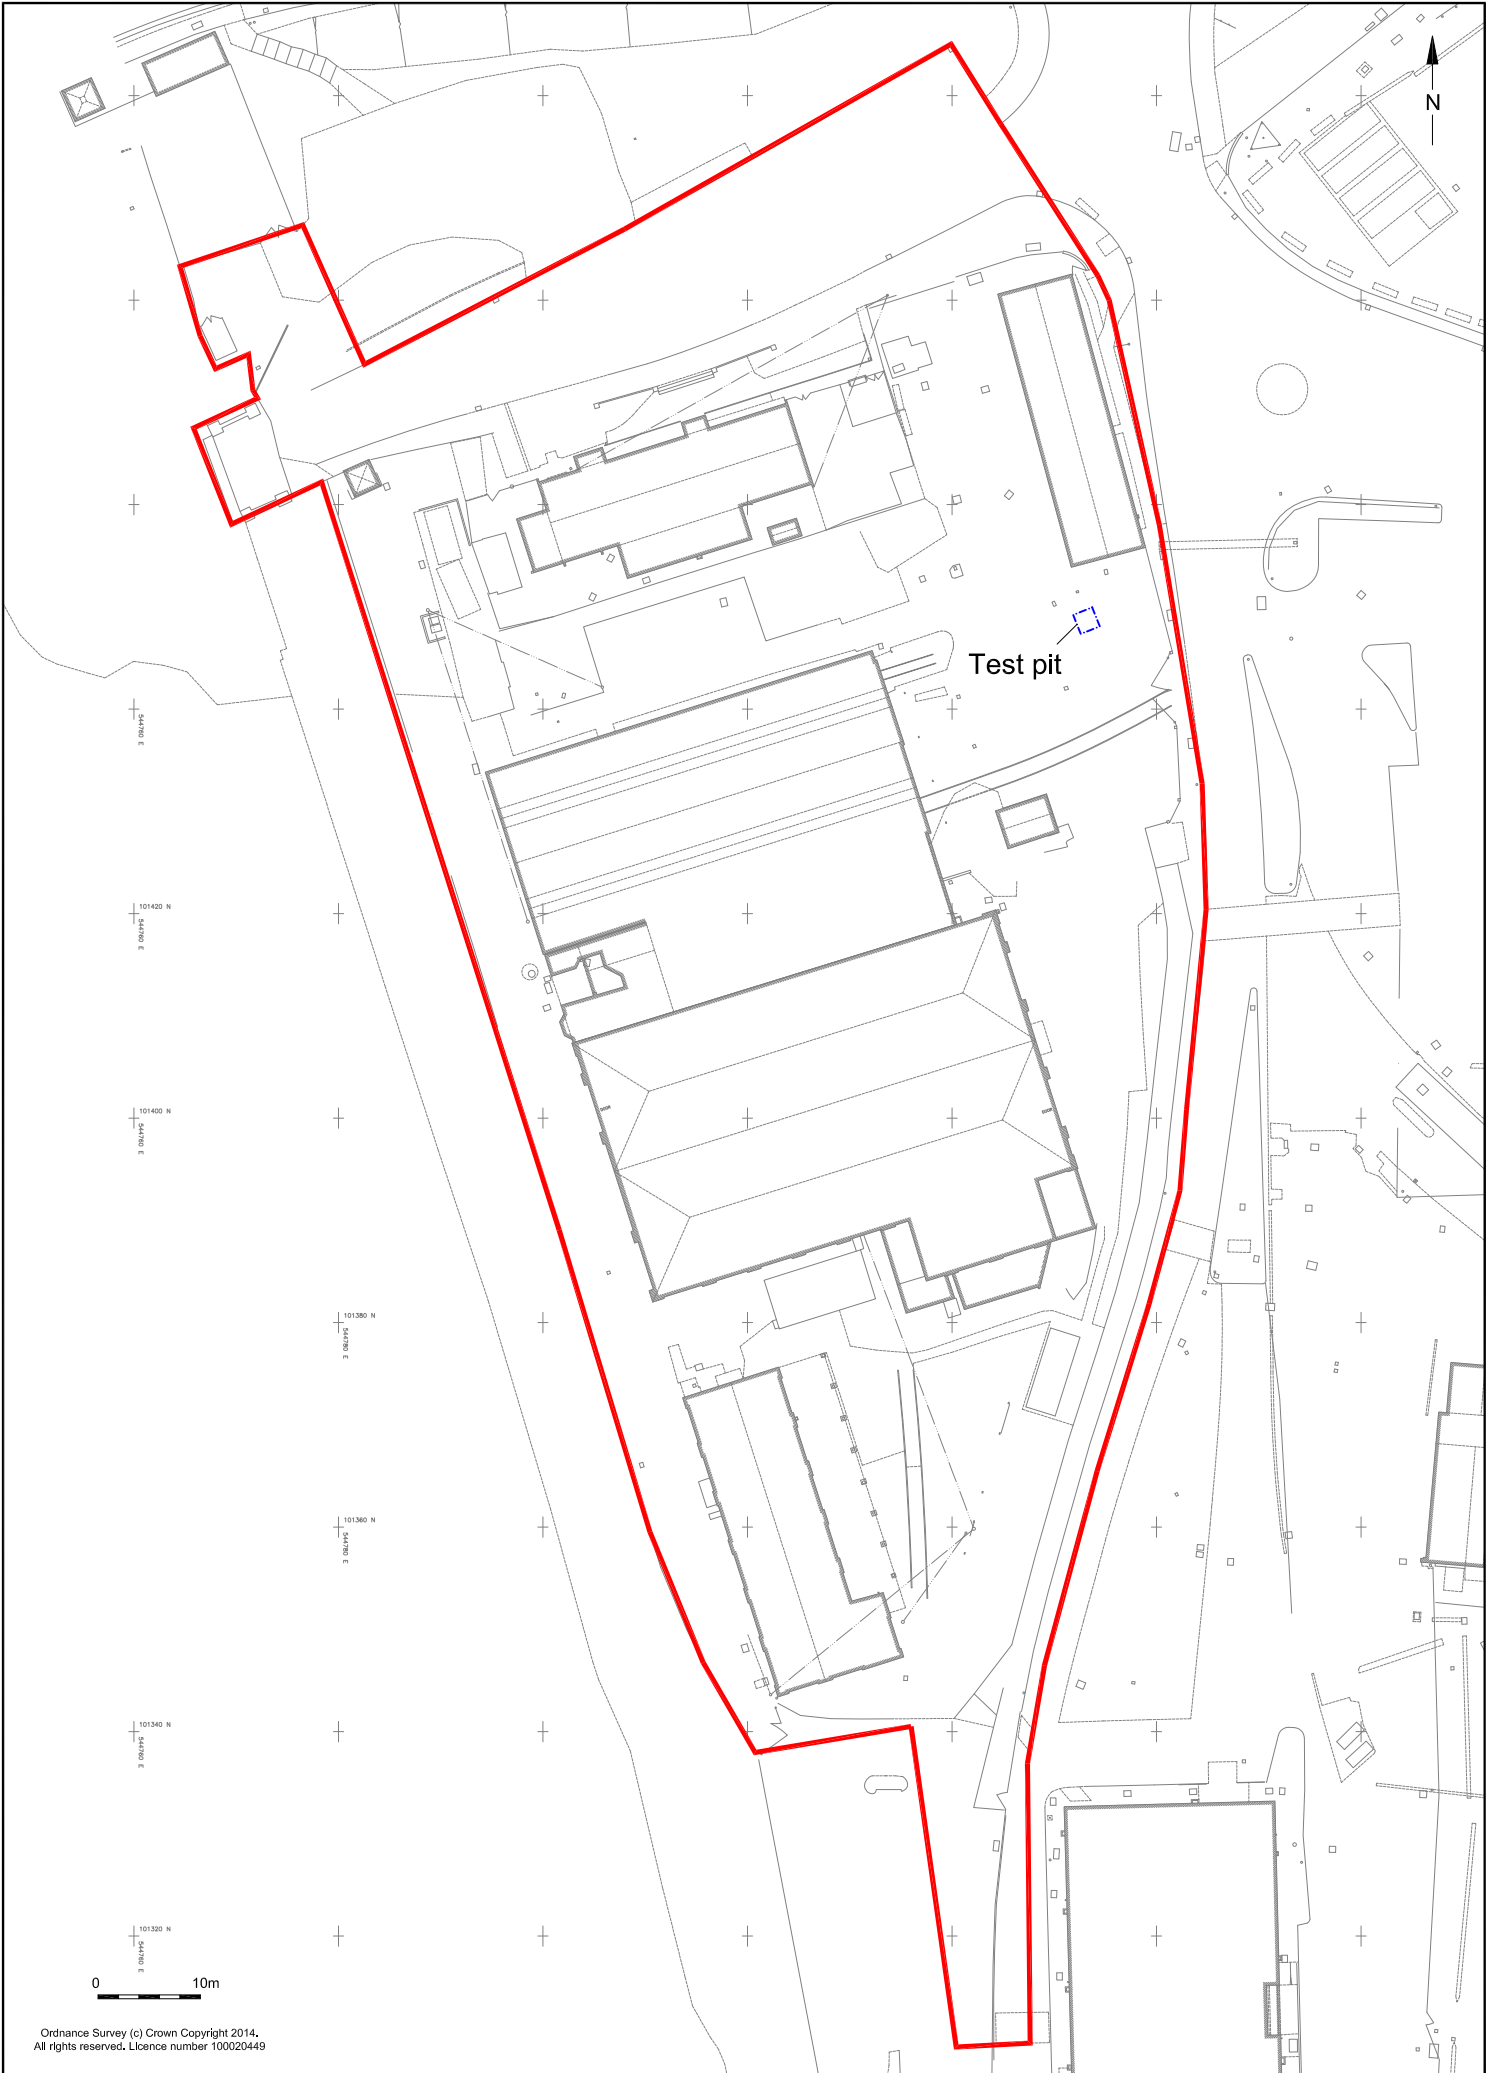 N
Test pit
544760 E
101420 N
544760 E
101400 N
544760 E
101380 N
544780 E
101360 N
544780 E
101340 N
544760 E
101320 N
544760 E
0 10m
Ordnance Survey (c) Crown Copyright 2014.
All rights reserved. Licence number 100020449